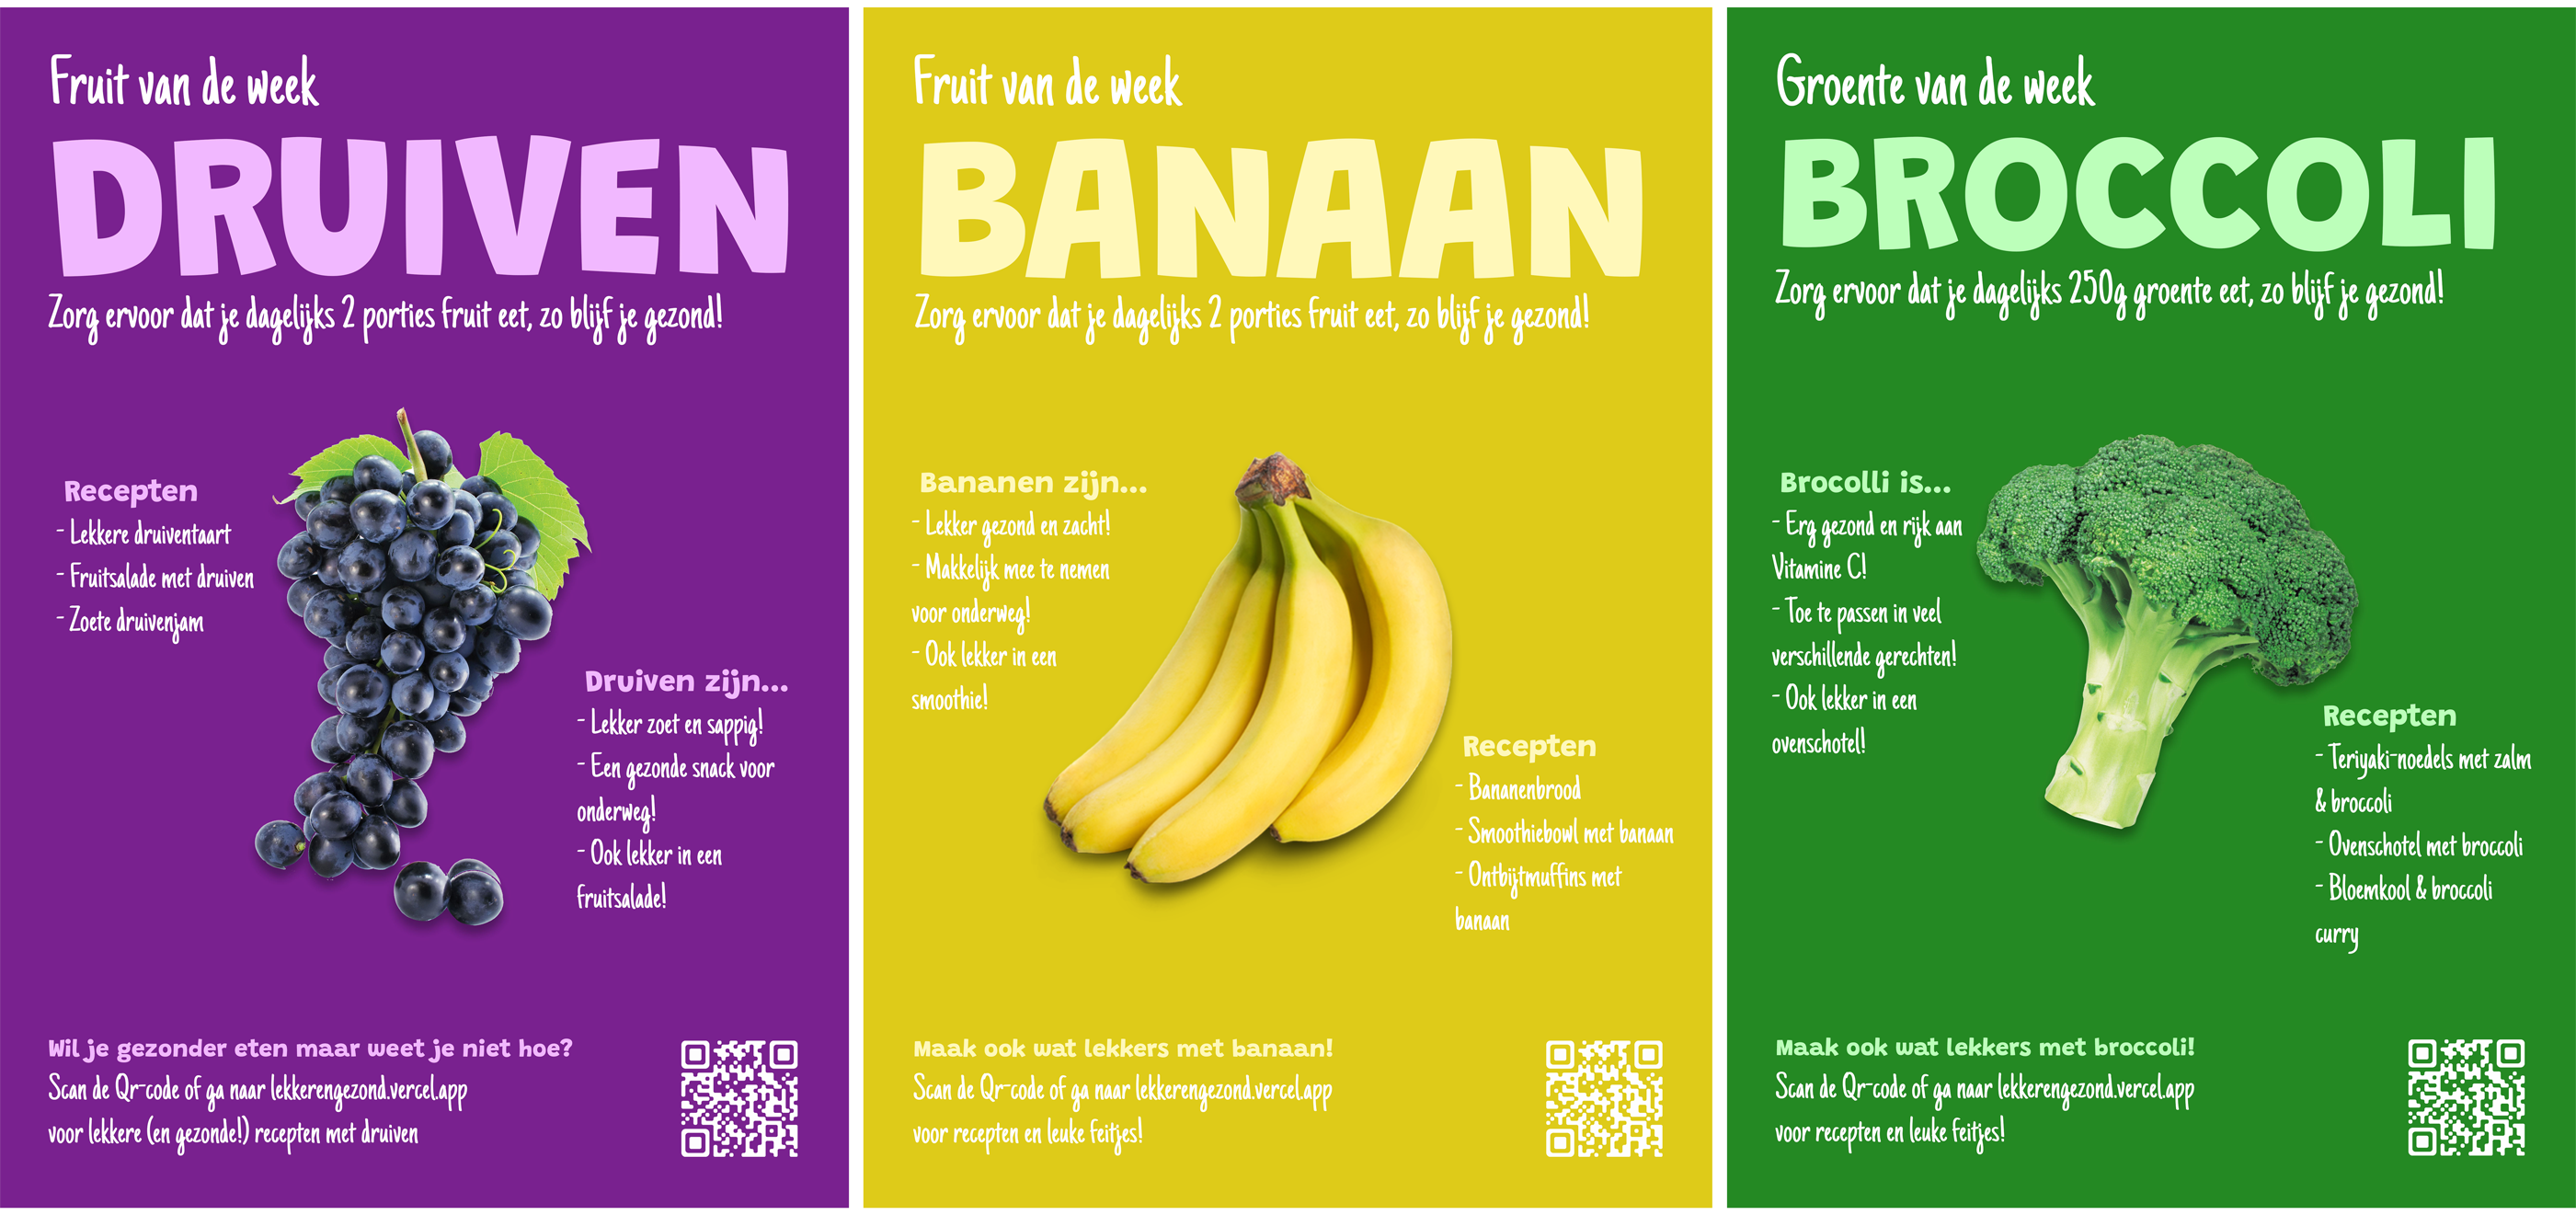 Fruit van de week
DRUIVEN
Zorg ervoor dat je dagelijks 2 porties fruit eet, zo blijf je gezond!
Recepten
- Lekkere druiventaart
- Fruitsalade met druiven
- Zoete druivenjam
Druiven zijn...
- Lekker zoet en sappig!
- Een gezonde snack voor
onderweg!
- Ook lekker in een
fruitsalade!
Wil je gezonder eten maar weet je niet hoe?
Scan de Qr-code of ga naar lekkerengezond.vercel.app
voor lekkere (en gezonde!) recepten met druiven
Fruit van de week
BANAAN
Zorg ervoor dat je dagelijks 2 porties fruit eet, zo blijf je gezond!
Bananen zijn...
- Lekker gezond en zacht!
- Makkelijk mee te nemen
voor onderweg!
- Ook lekker in een
smoothie!
Recepten
- Bananenbrood
- Smoothiebowl met banaan
- Ontbijtmuffins met
banaan
Maak ook wat lekkers met banaan!
Scan de Qr-code of ga naar lekkerengezond.vercel.app
voor recepten en leuke feitjes!
Groente van de week
BROCCOLI
Zorg ervoor dat je dagelijks 250g groente eet, zo blijf je gezond!
Brocolli is...
- Erg gezond en rijk aan
Vitamine C!
- Toe te passen in veel
verschillende gerechten!
- Ook lekker in een
ovenschotel!
Recepten
- Teriyaki-noedels met zalm
& broccoli
- Ovenschotel met broccoli
- Bloemkool & broccoli
curry
Maak ook wat lekkers met broccoli!
Scan de Qr-code of ga naar lekkerengezond.vercel.app
voor recepten en leuke feitjes!